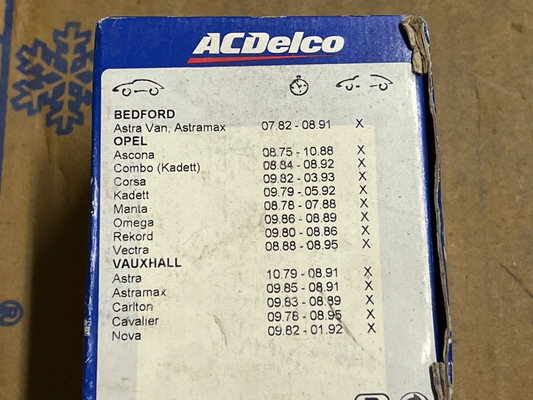 ACDelco
BEDFORD
Astra Van, Astramax 07.82 - 08.91 X
OPEL
Ascona 08.75 - 10.88 X
Combo (Kadett) 08.84 - 08.92 X
Corsa 09.82 - 03.93 X
Kadett 09.79 - 05.92 X
Manta 08.78 - 07.88 X
Omega 09.86 - 08.89 X
Rekord 09.80 - 08.86 X
Vectra 08.88 - 08.95 X
VAUXHALL
Astra 10.79 - 08.91 X
Astramax 09.85 - 08.91 X
Carlton 09.83 - 08.89 X
Cavalier 09.78 - 08.95 X
Nova 09.82 - 01.92 X
®